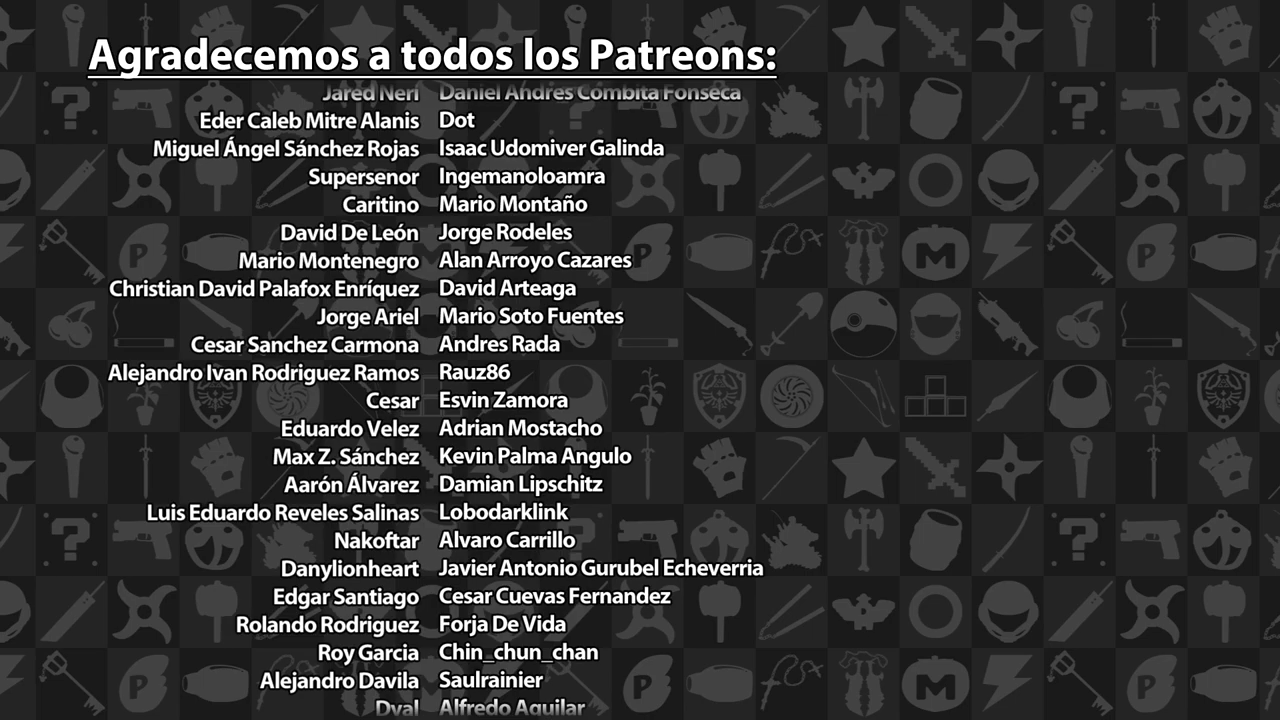 Agradecemos a todos los Patreons:
Jared Neri Daniel Andres Combita Fonseca
Eder Caleb Mitre Alanis Dot
Miguel Ángel Sánchez Rojas Isaac Udomiver Galinda
Supersenor Ingemanoloamra
Caritino Mario Montaño
David De León Jorge Rodeles
Mario Montenegro Alan Arroyo Cazares
Christian David Palafox Enríquez David Arteaga
Jorge Ariel Mario Soto Fuentes
Cesar Sanchez Carmona Andres Rada
Alejandro Ivan Rodriguez Ramos Rauz86
Cesar Esvin Zamora
Eduardo Velez Adrian Mostacho
Max Z. Sánchez Kevin Palma Angulo
Aarón Álvarez Damian Lipschitz
Luis Eduardo Reveles Salinas Lobodarklink
Nakoftar Alvaro Carrillo
Danylionheart Javier Antonio Gurubel Echeverria
Edgar Santiago Cesar Cuevas Fernandez
Rolando Rodriguez Forja De Vida
Roy Garcia Chin_chun_chan
Alejandro Davila Saulrainier
Dval Alfredo Aguilar